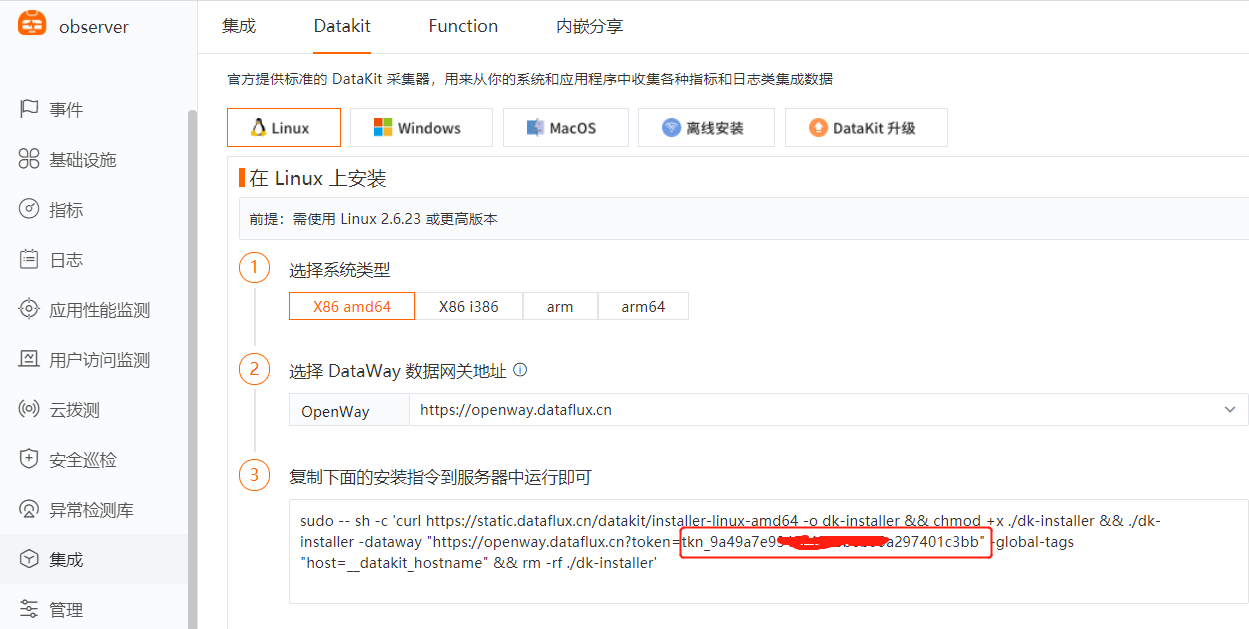 observer
集成 Datakit Function 内嵌分享
官方提供标准的 DataKit 采集器，用来从你的系统和应用程序中收集各种指标和日志类集成数据
Linux Windows MacOS 离线安装 DataKit 升级
事件
基础设施
指标
日志
应用性能监测
用户访问监测
云拨测
安全巡检
异常检测库
集成
管理
在 Linux 上安装
前提：需使用 Linux 2.6.23 或更高版本
1 选择系统类型
X86 amd64 X86 i386 arm arm64
2 选择 DataWay 数据网关地址
OpenWay https://openway.dataflux.cn
3 复制下面的安装指令到服务器中运行即可
sudo -- sh -c 'curl https://static.dataflux.cn/datakit/installer-linux-amd64 -o dk-installer && chmod +x ./dk-installer && ./dk-
installer -dataway "https://openway.dataflux.cn?token=tkn_9a49a7e9 a297401c3bb" -global-tags
"host=__datakit_hostname" && rm -rf ./dk-installer'